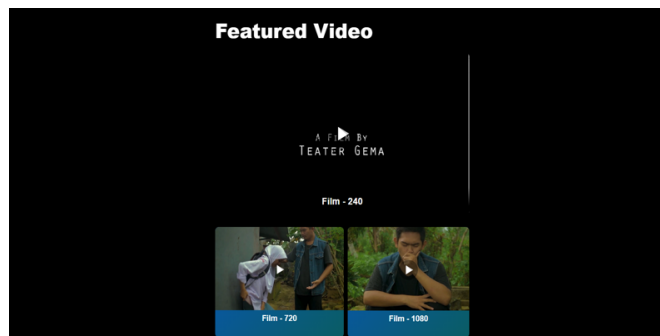 Featured Video
A FILM BY
TEATER GEMA
Film - 240
Film - 720
Film - 1080